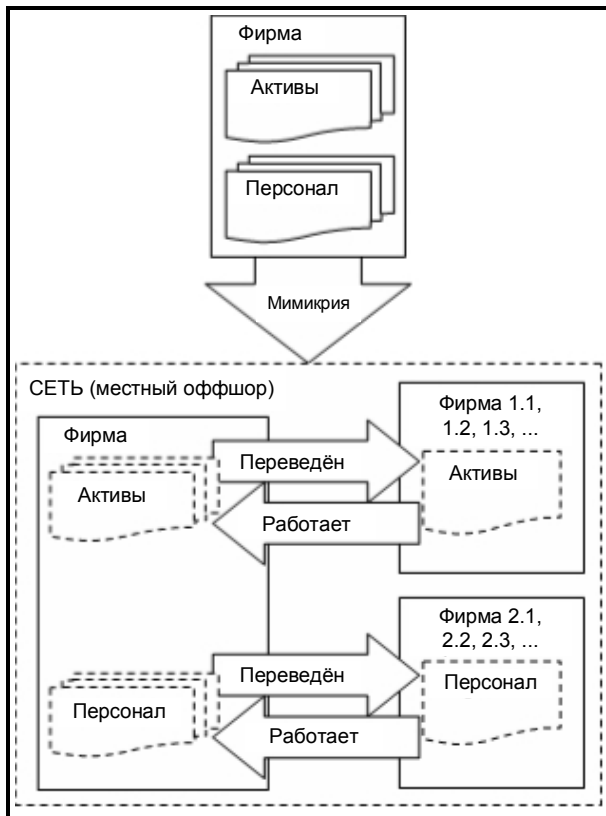 Фирма
Активы
Персонал
Мимикрия
СЕТЬ (местный оффшор)
Фирма
Активы
Переведён
Работает
Фирма 1.1,
1.2, 1.3, ...
Активы
Персонал
Переведён
Работает
Фирма 2.1,
2.2, 2.3, ...
Персонал